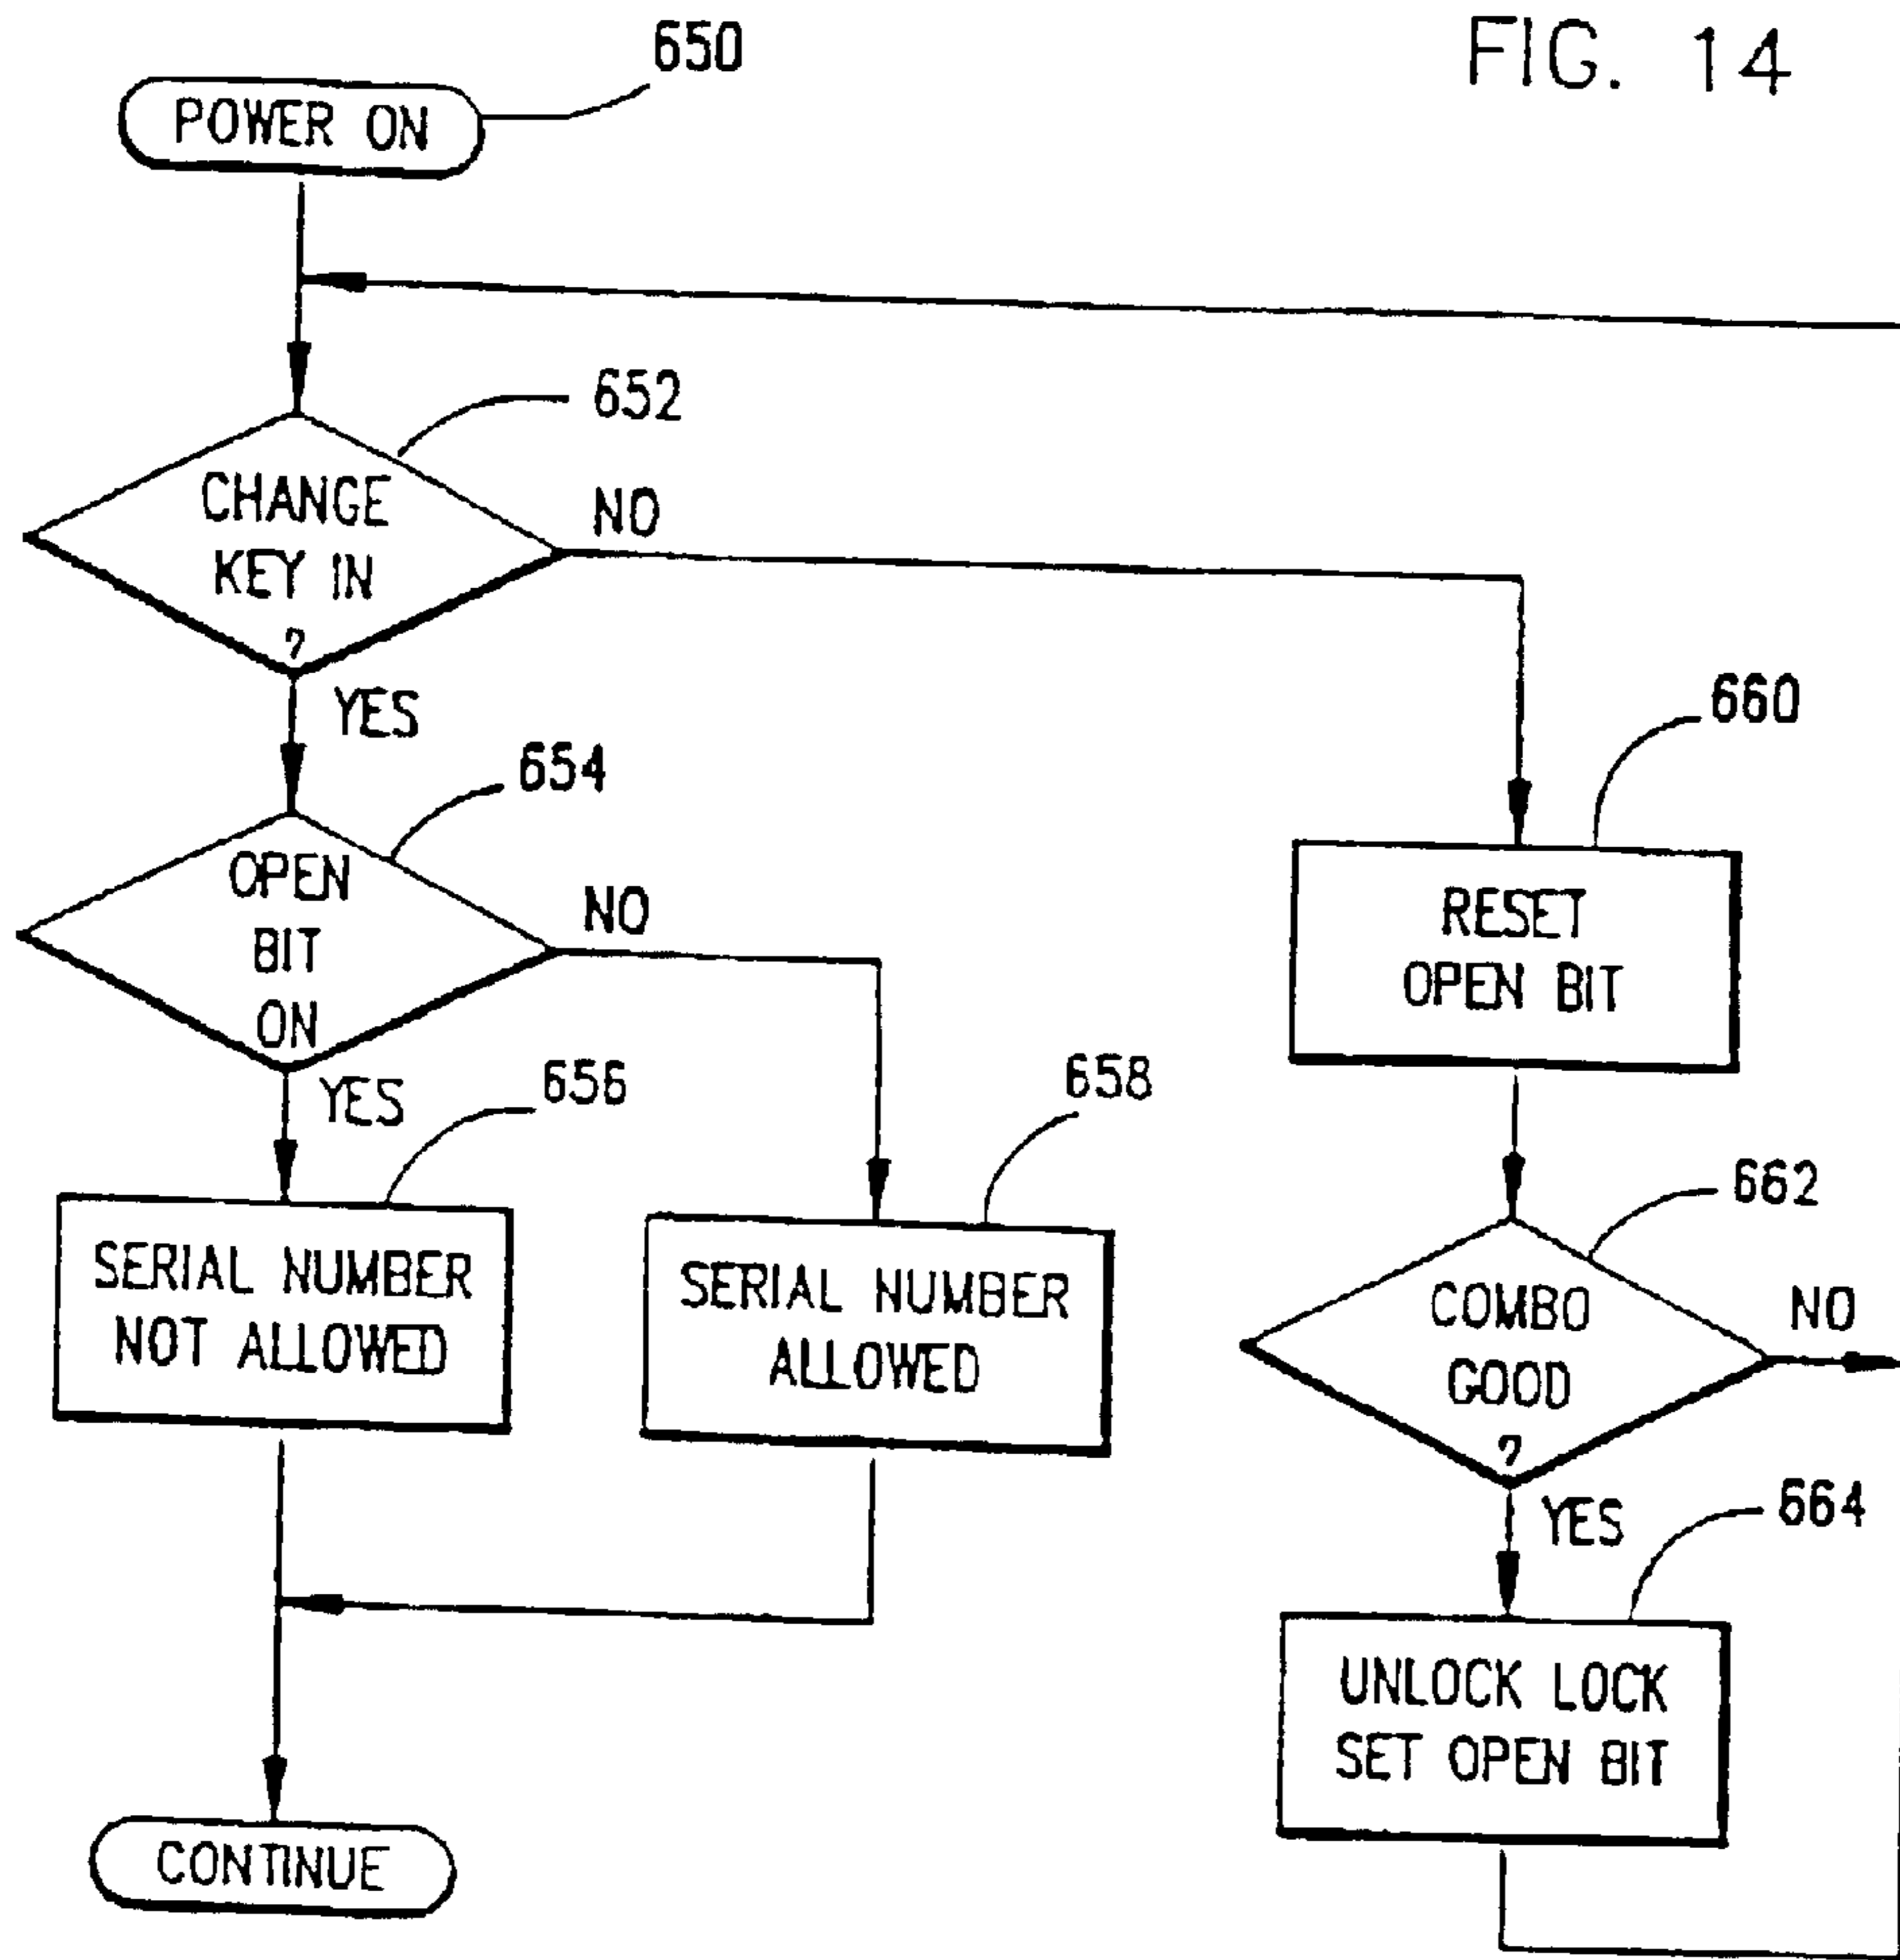 FIG. 14
650
POWER ON
652
CHANGE
KEY IN
?
NO
YES
654
OPEN
BIT
ON
NO
YES
656
SERIAL NUMBER
NOT ALLOWED
658
SERIAL NUMBER
ALLOWED
CONTINUE
660
RESET
OPEN BIT
662
COMBO
GOOD
?
NO
YES
664
UNLOCK LOCK
SET OPEN BIT